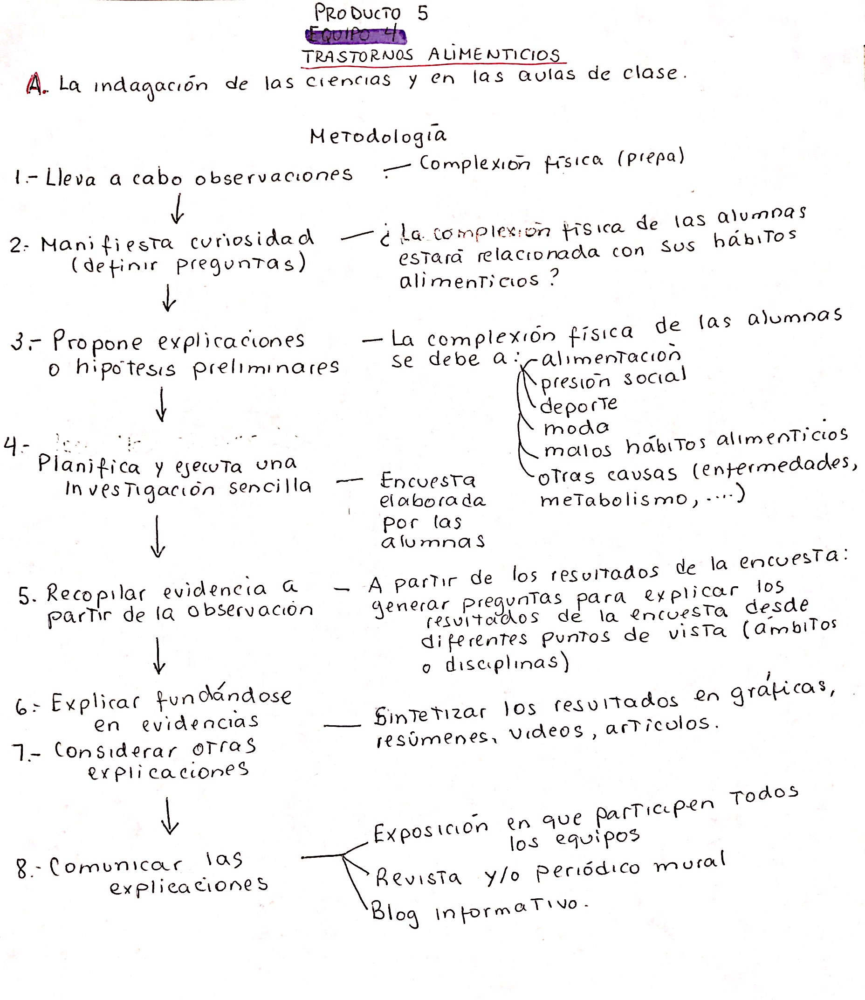 PRODUCTO 5
EQUIPO 4
TRASTORNOS ALIMENTICIOS
A. La indagación de las ciencias y en las aulas de clase.
Metodología
1.- Lleva a cabo observaciones — Complexión física (prepa)
2.- Manifiesta curiosidad — ¿La complexión física de las alumnas
(definir preguntas) estará relacionada con sus hábitos
alimenticios?
3.- Propone explicaciones — La complexión física de las alumnas
o hipótesis preliminares se debe a: alimentación
presión social
deporte
moda
malos hábitos alimenticios
otras causas (enfermedades,
metabolismo, ....)
4.-
Planifica y ejecuta una
investigación sencilla — Encuesta
elaborada
por las
alumnas
5. Recopilar evidencia a — A partir de los resultados de la encuesta:
partir de la observación generar preguntas para explicar los
resultados de la encuesta desde
diferentes puntos de vista (ámbitos
o disciplinas)
6.- Explicar fundándose
en evidencias — Sintetizar los resultados en gráficas,
resúmenes, videos, artículos.
7.- Considerar otras
explicaciones
8.- Comunicar las
explicaciones
Exposición en que participen todos
los equipos
Revista y/o periódico mural
Blog informativo.